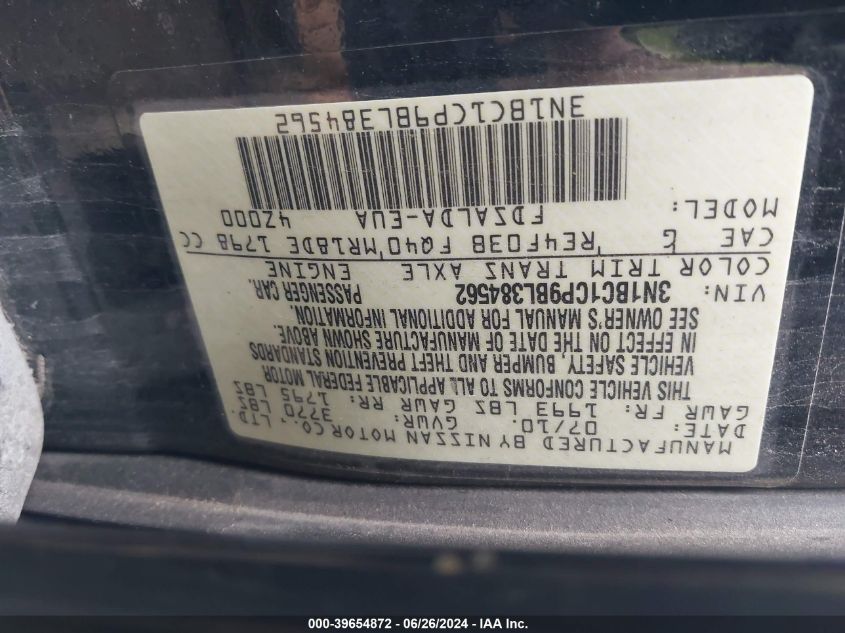 MANUFACTURED BY NISSAN MOTOR CO., LTD.
DATE: 07/10. GVWR: 3770 LBS.
GAWR FR: 1993 LBS GAWR RR: 1795 LBS
THIS VEHICLE CONFORMS TO ALL APPLICABLE FEDERAL MOTOR
VEHICLE SAFETY, BUMPER AND THEFT PREVENTION STANDARDS
IN EFFECT ON THE DATE OF MANUFACTURE SHOWN ABOVE.
SEE OWNER'S MANUAL FOR ADDITIONAL INFORMATION.
VIN: 3N1BC1CP9BL384562 PASSENGER CAR.
COLOR TRIM TRANS AXLE ENGINE
CAE G RE4F03B FQ40 MR18DE 1798 CC
MODEL: FDSALDA-EUA 4Z000
3N1BC1CP9BL384562
000-39654872 - 06/26/2024 - IAA Inc.